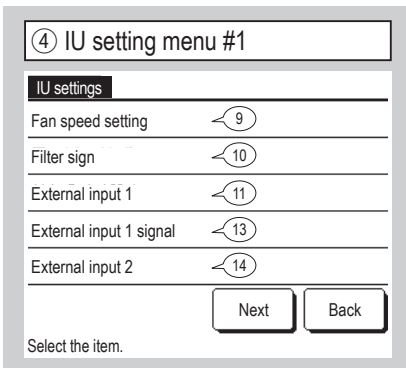 ④ IU setting menu #1
IU settings
Fan speed setting 9
Filter sign 10
External input 1 11
External input 1 signal 13
External input 2 14
Next Back
Select the item.